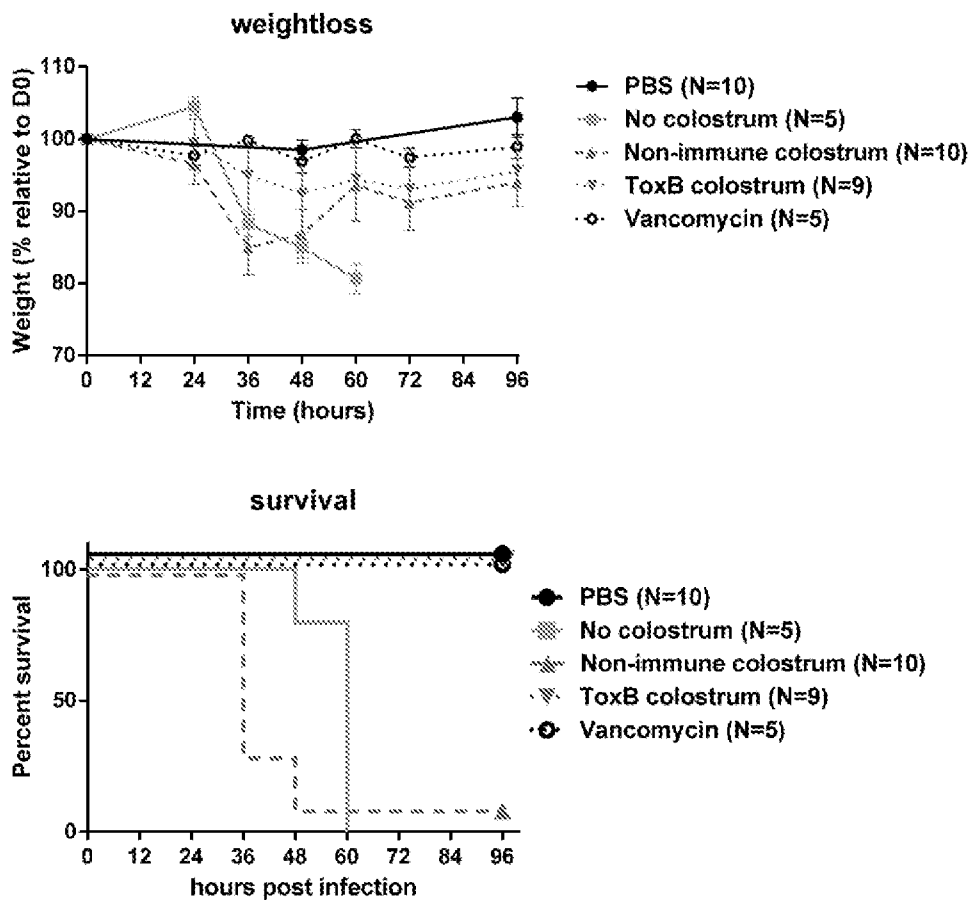 weightloss
110
100
90
80
70
Weight (% relative to D0)
0 12 24 36 48 60 72 84 96
Time (hours)
PBS (N=10)
No colostrum (N=5)
Non-immune colostrum (N=10)
ToxB colostrum (N=9)
Vancomycin (N=5)
survival
100
50
0
Percent survival
0 12 24 36 48 60 72 84 96
hours post infection
PBS (N=10)
No colostrum (N=5)
Non-immune colostrum (N=10)
ToxB colostrum (N=9)
Vancomycin (N=5)